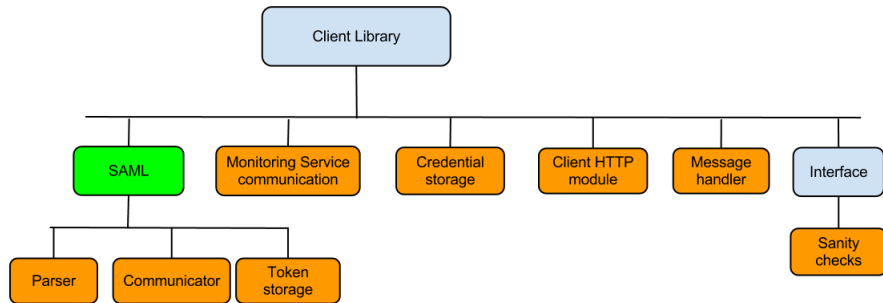 Client Library
SAML
Monitoring Service
communication
Credential
storage
Client HTTP
module
Message
handler
Interface
Parser
Communicator
Token
storage
Sanity
checks